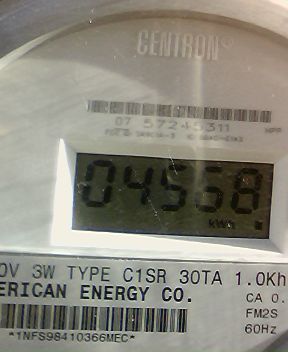 CENTRON®
07 57245311
04558
kWh
0V 3W TYPE C1SR 30TA 1.0Kh
ERICAN ENERGY CO.
CA 0.
FM2S
60Hz
*1NFS98410366MEC*